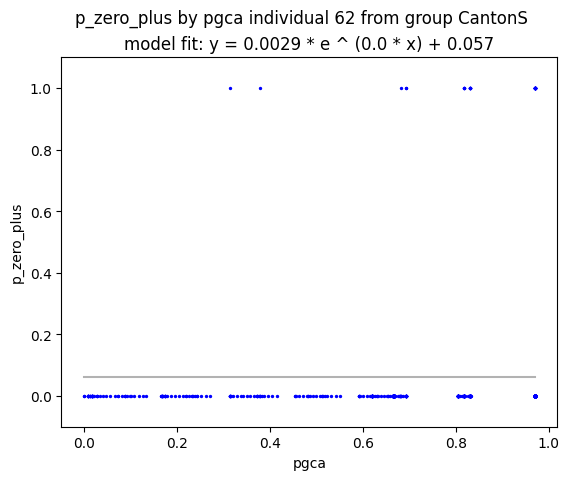 p_zero_plus by pgca individual 62 from group CantonS
model fit: y = 0.0029 * e ^ (0.0 * x) + 0.057
1.0
0.8
0.6
0.4
0.2
0.0
p_zero_plus
0.0 0.2 0.4 0.6 0.8 1.0
pgca